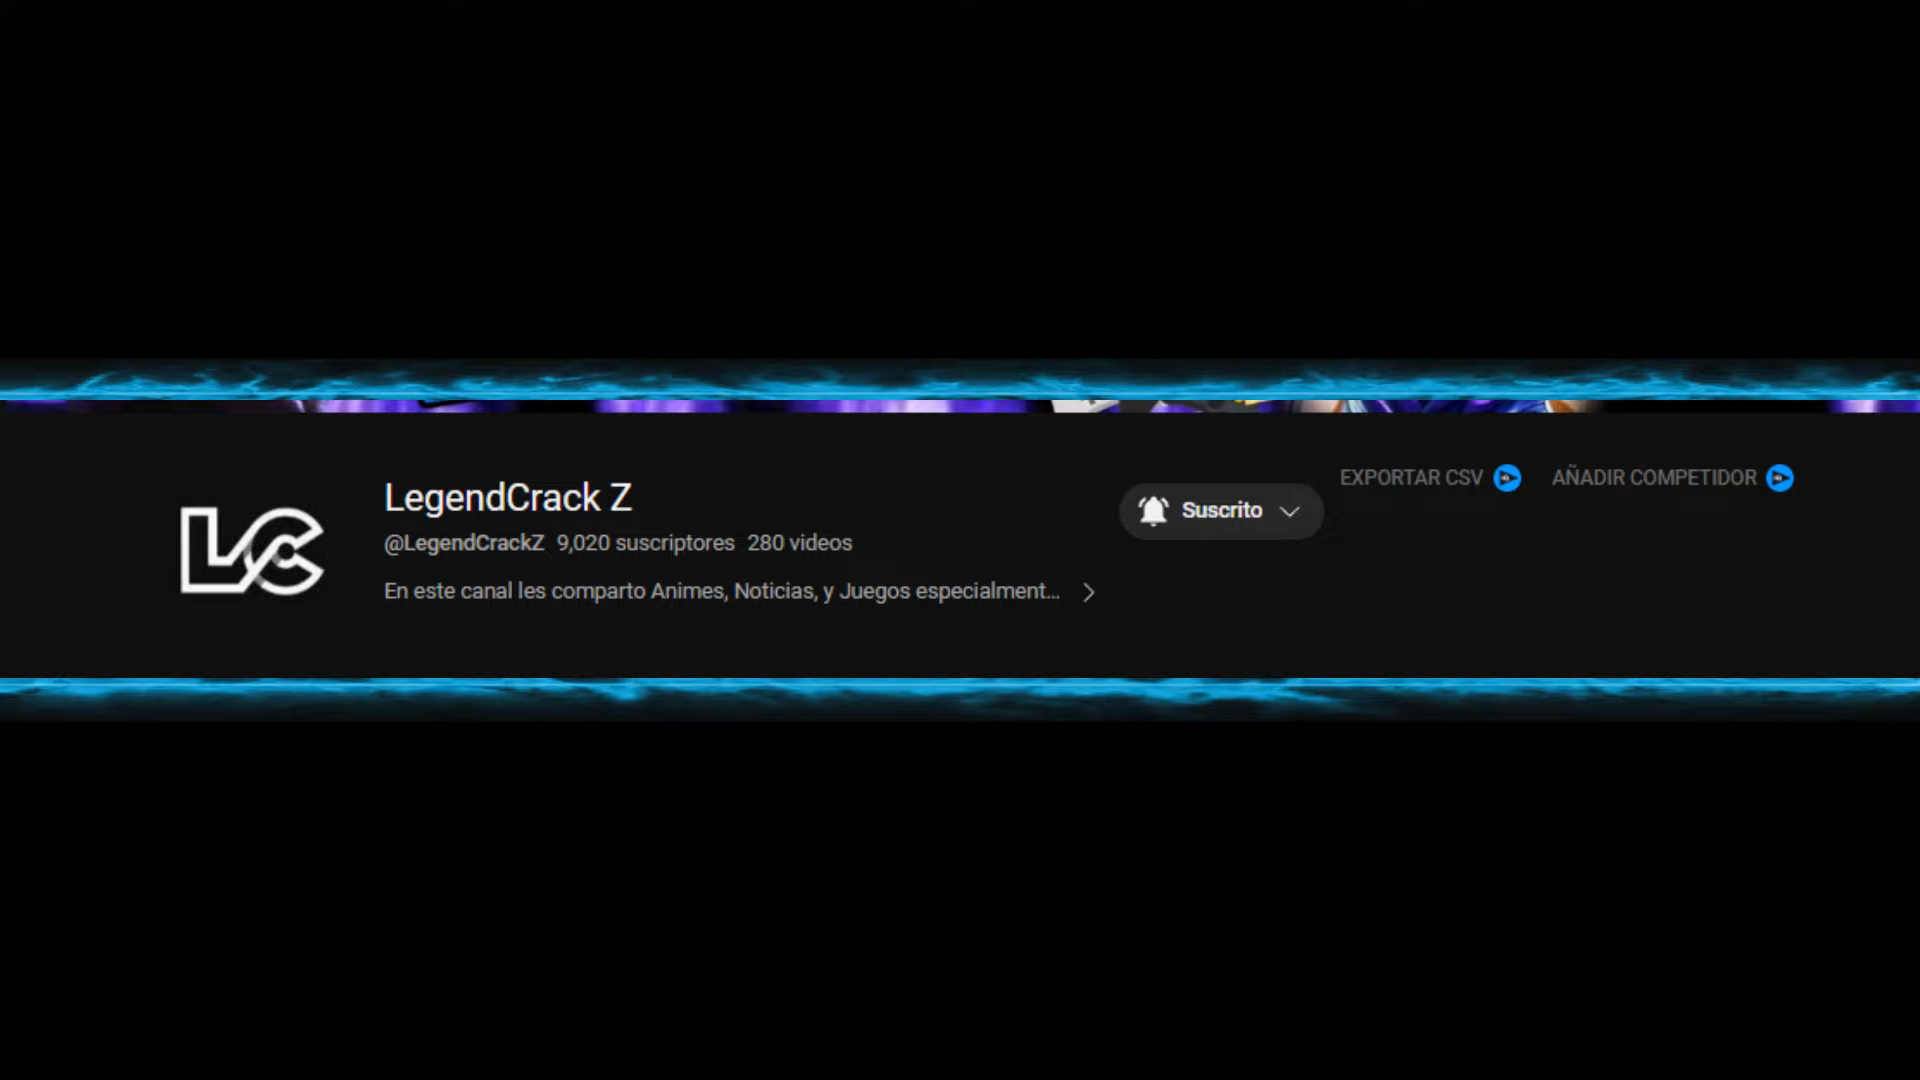 LegendCrack Z
@LegendCrackZ 9,020 suscriptores 280 videos
En este canal les comparto Animes, Noticias, y Juegos especialment...
Suscrito
EXPORTAR CSV
AÑADIR COMPETIDOR
LC